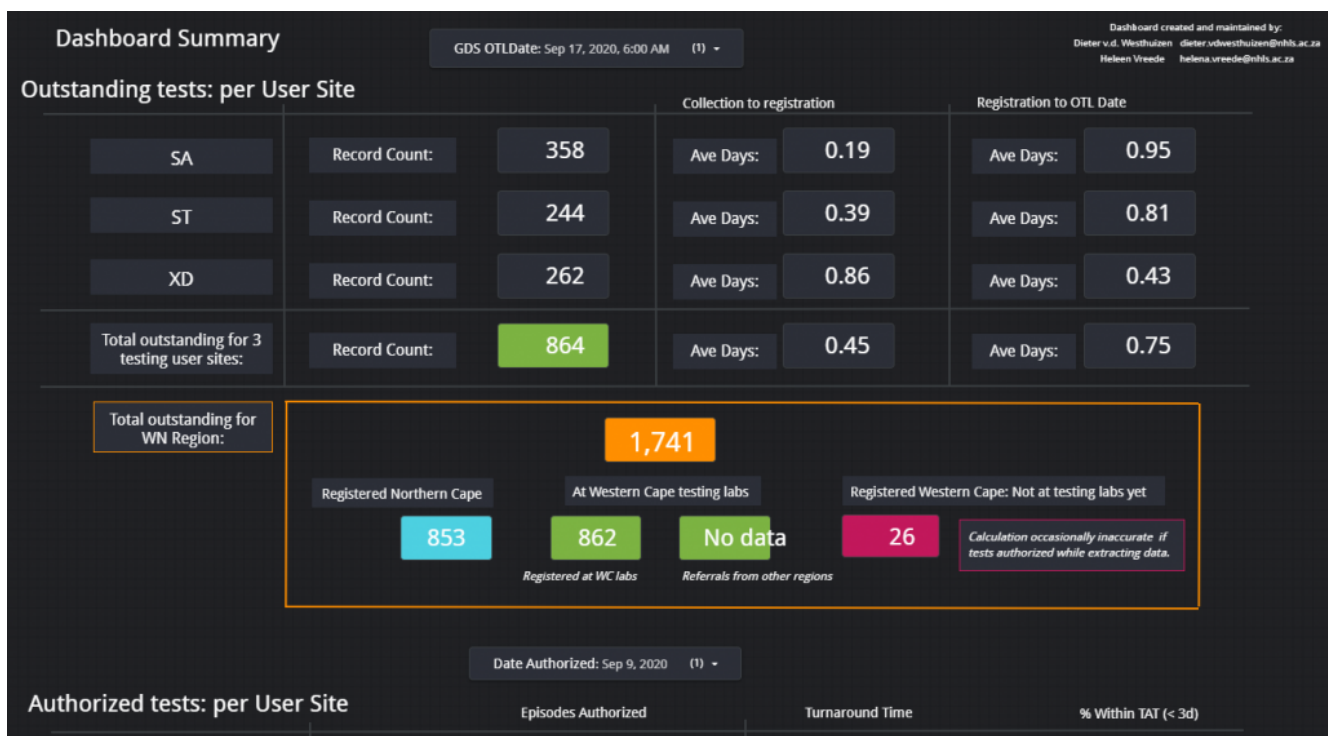 Dashboard Summary
GDS OTLDate: Sep 17, 2020, 6:00 AM (1)
Dashboard created and maintained by:
Dieter v.d. Westhuizen dieter.vdwesthuizen@nhls.ac.za
Heleen Vreede helena.vreede@nhls.ac.za
Outstanding tests: per User Site
Collection to registration
Registration to OTL Date
SA Record Count: 358 Ave Days: 0.19 Ave Days: 0.95
ST Record Count: 244 Ave Days: 0.39 Ave Days: 0.81
XD Record Count: 262 Ave Days: 0.86 Ave Days: 0.43
Total outstanding for 3
testing user sites:
Record Count: 864 Ave Days: 0.45 Ave Days: 0.75
Total outstanding for
WN Region:
1,741
Registered Northern Cape
At Western Cape testing labs
Registered Western Cape: Not at testing labs yet
853
862
No data
26
Calculation occasionally inaccurate if
tests authorized while extracting data.
Registered at WC labs
Referrals from other regions
Date Authorized: Sep 9, 2020 (1)
Authorized tests: per User Site
Episodes Authorized
Turnaround Time
% Within TAT (< 3d)